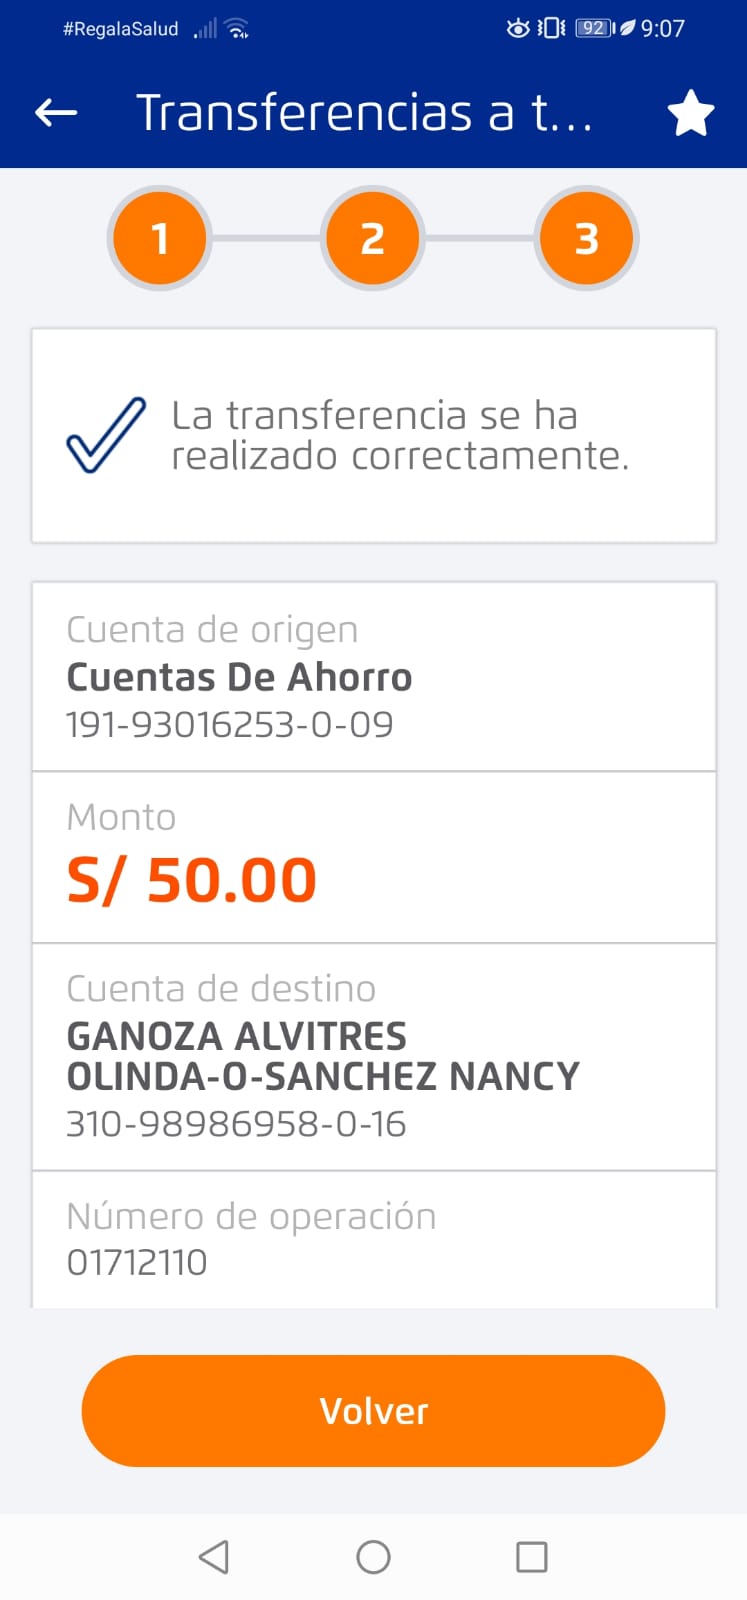 #RegalaSalud 92 9:07
Transferencias a t...
1 2 3
La transferencia se ha
realizado correctamente.
Cuenta de origen
Cuentas De Ahorro
191-93016253-0-09
Monto
S/ 50.00
Cuenta de destino
GANOZA ALVITRES
OLINDA-O-SANCHEZ NANCY
310-98986958-0-16
Número de operación
01712110
Volver